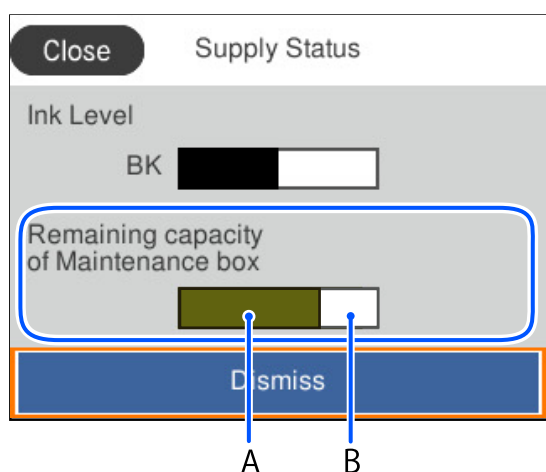 Close
Supply Status
Ink Level
BK
Remaining capacity
of Maintenance box
Dismiss
A
B